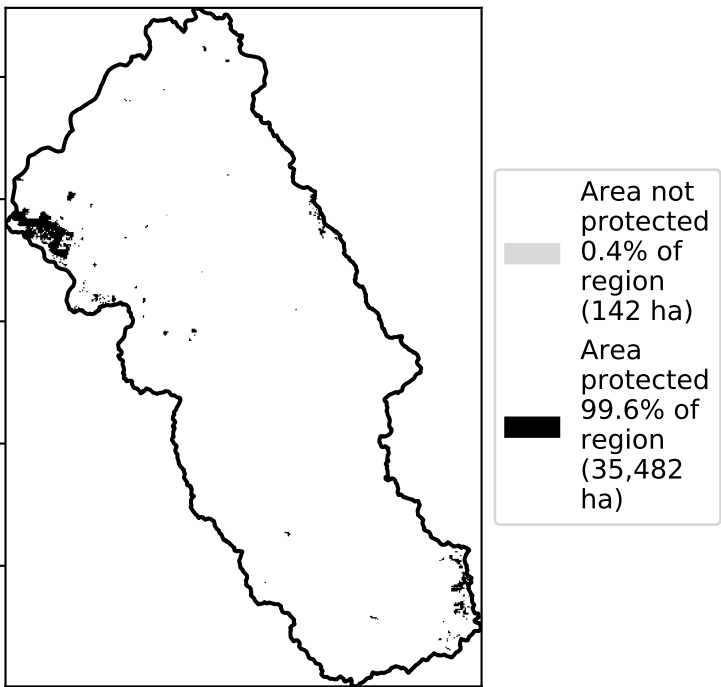 Area not
protected
0.4% of
region
(142 ha)
Area
protected
99.6% of
region
(35,482
ha)